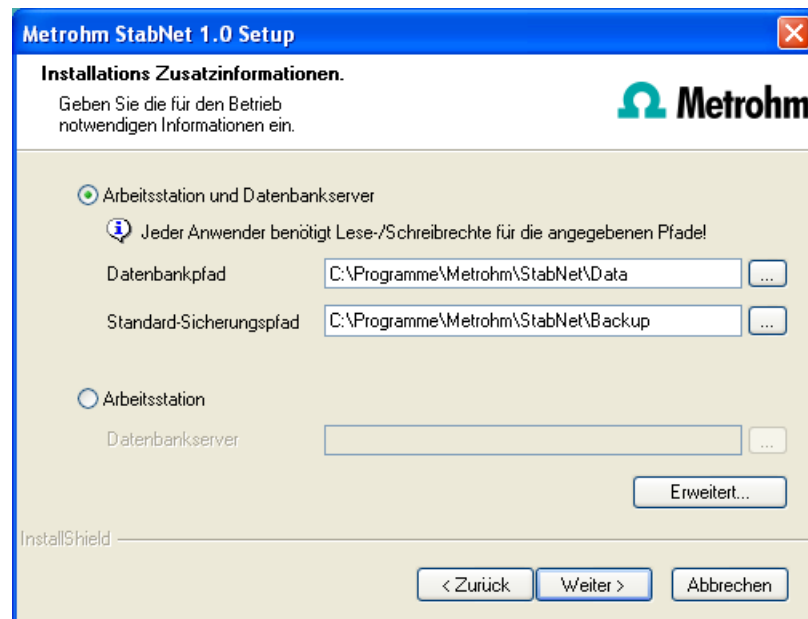 Metrohm StabNet 1.0 Setup
Installations Zusatzinformationen.
Geben Sie die für den Betrieb
notwendigen Informationen ein.
Metrohm
Arbeitsstation und Datenbankserver
Jeder Anwender benötigt Lese-/Schreibrechte für die angegebenen Pfade!
Datenbankpfad C:\Programme\Metrohm\StabNet\Data ...
Standard-Sicherungspfad C:\Programme\Metrohm\StabNet\Backup ...
Arbeitsstation
Datenbankserver ...
Erweitert...
InstallShield
< Zurück Weiter > Abbrechen